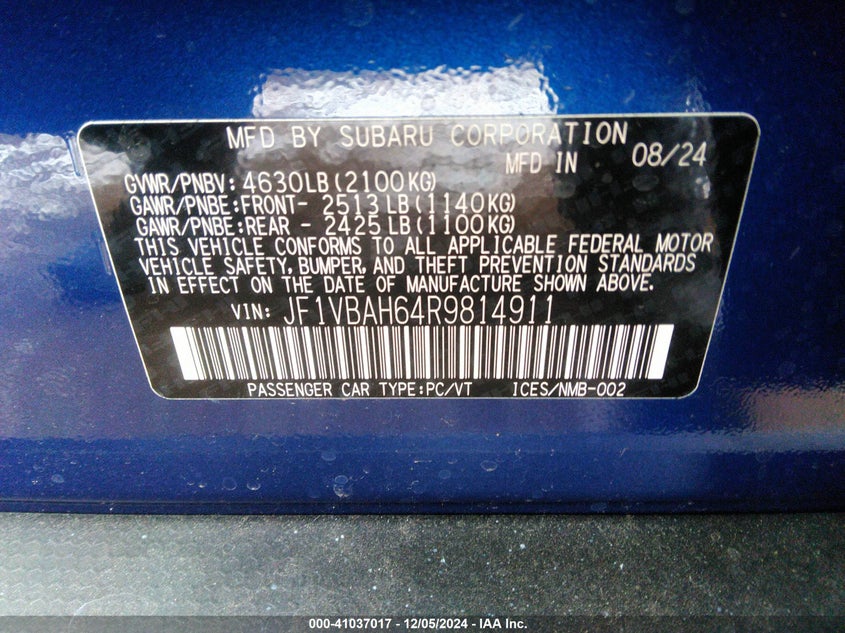 MFD BY SUBARU CORPORATION
MFD IN 08/24
GVWR/PNBV: 4630LB(2100KG)
GAWR/PNBE:FRONT- 2513LB(1140KG)
GAWR/PNBE:REAR - 2425LB(1100KG)
THIS VEHICLE CONFORMS TO ALL APPLICABLE FEDERAL MOTOR
VEHICLE SAFETY, BUMPER, AND THEFT PREVENTION STANDARDS
IN EFFECT ON THE DATE OF MANUFACTURE SHOWN ABOVE.
VIN: JF1VBAH64R9814911
PASSENGER CAR TYPE:PC/VT ICES/NMB-002
000-41037017 - 12/05/2024 - IAA Inc.